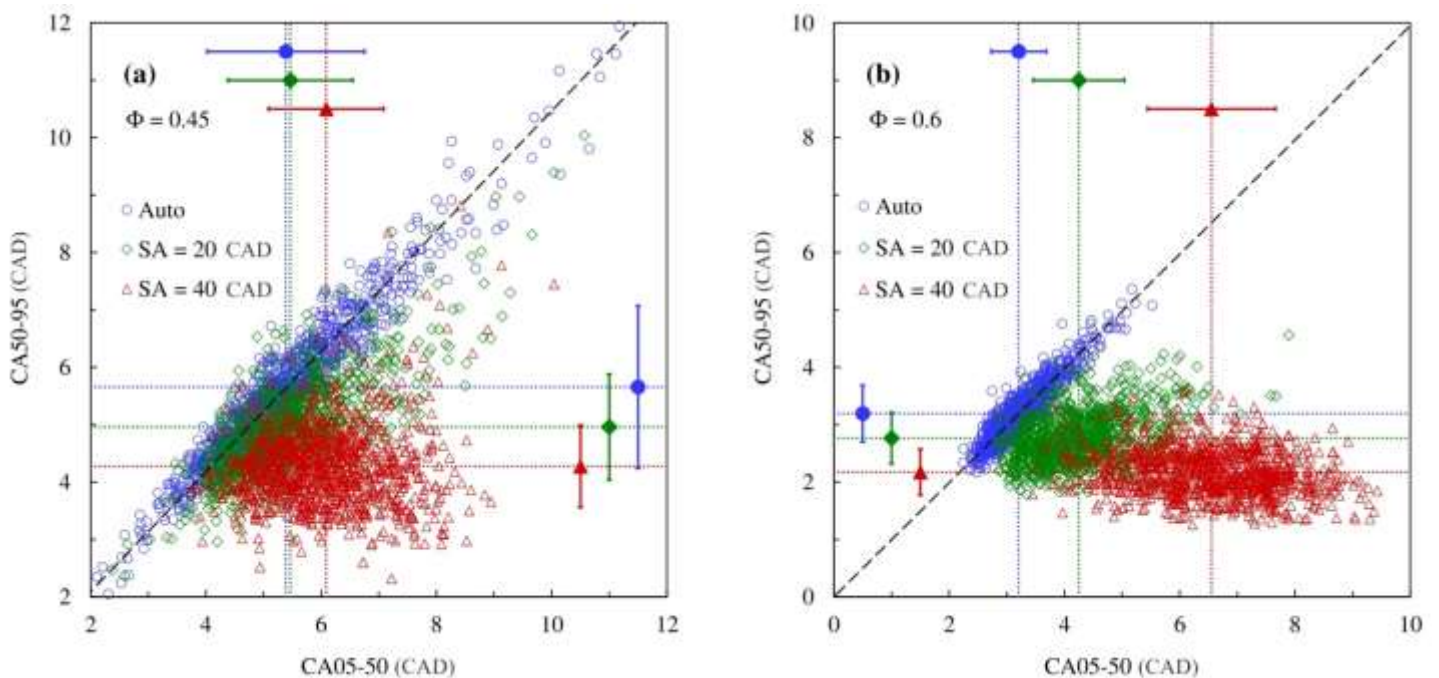 12
10
8
6
4
2
CA50-95 (CAD)
(a)
Φ = 0.45
Auto
SA = 20 CAD
SA = 40 CAD
2 4 6 8 10 12
CA05-50 (CAD)
10
8
6
4
2
0
CA50-95 (CAD)
(b)
Φ = 0.6
Auto
SA = 20 CAD
SA = 40 CAD
0 2 4 6 8 10
CA05-50 (CAD)